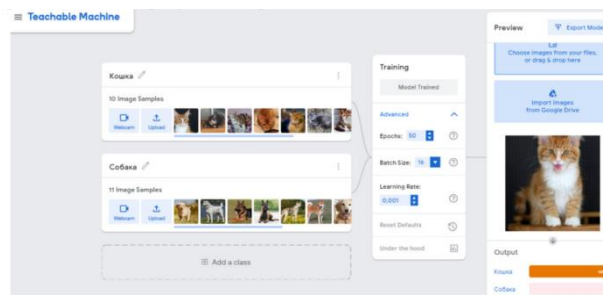 Teachable Machine
Кошка
10 Image Samples
Webcam
Upload
Собака
11 Image Samples
Webcam
Upload
Add a class
Training
Model Trained
Advanced
Epochs: 50
Batch Size: 16
Learning Rate:
0,001
Reset Defaults
Under the hood
Preview
Export Mode
Choose images from your files,
or drag & drop here
Import images
from Google Drive
Output
Кошка
Собака